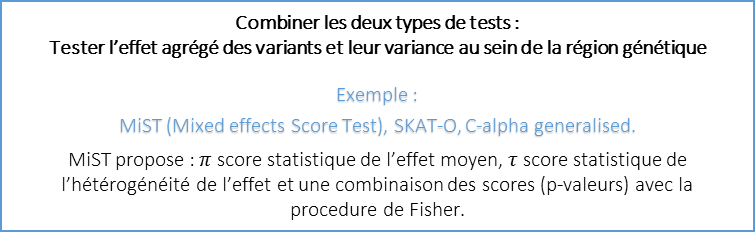 Combiner les deux types de tests :
Tester l’effet agrégé des variants et leur variance au sein de la région génétique
Exemple :
MiST (Mixed effects Score Test), SKAT-O, C-alpha generalised.
MiST propose : 𝜋 score statistique de l’effet moyen, 𝜏 score statistique de
l’hétérogénéité de l’effet et une combinaison des scores (p-valeurs) avec la
procedure de Fisher.